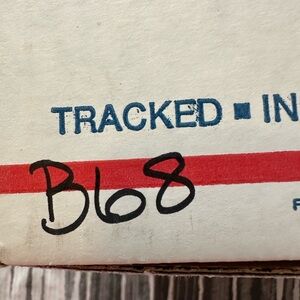 TRACKED ■ IN
B68
F